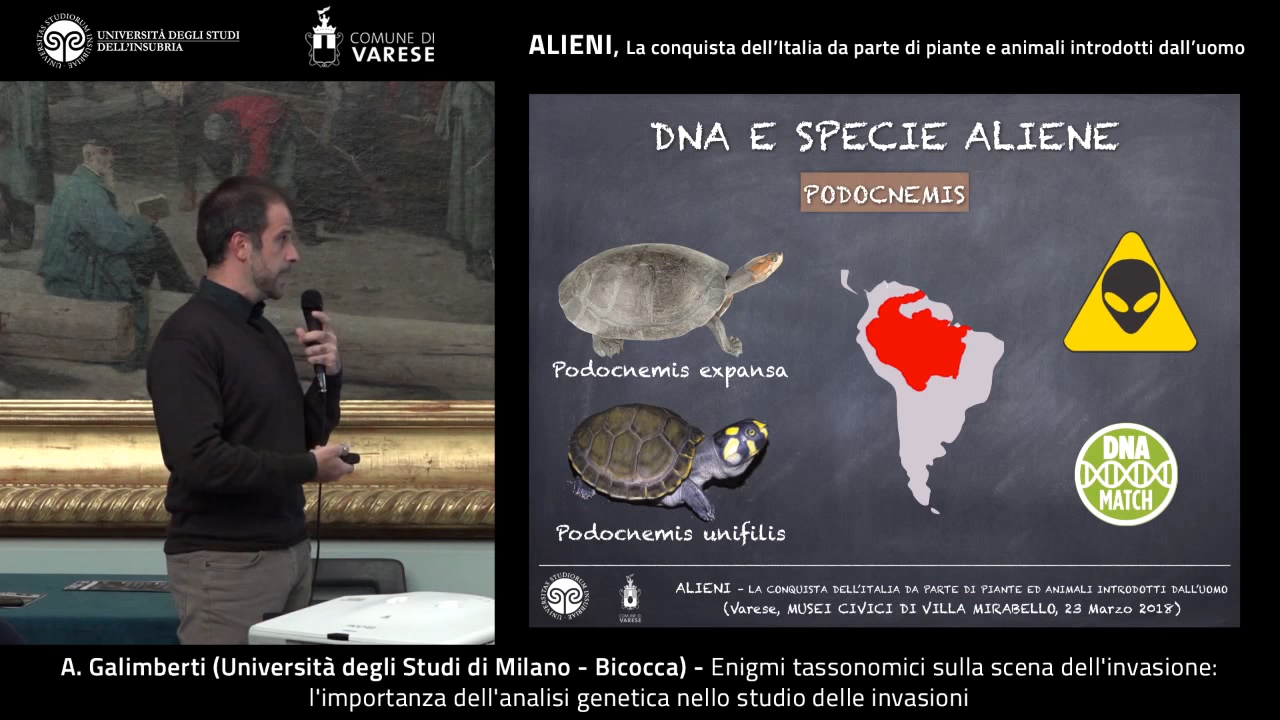 UNIVERSITÀ DEGLI STUDI
DELL'INSUBRIA
COMUNE DI
VARESE
ALIENI, La conquista dell'Italia da parte di piante e animali introdotti dall'uomo
DNA E SPECIE ALIENE
PODOCNEMIS
Podocnemis expansa
DNA
MATCH
Podocnemis unifilis
ALIENI - LA CONQUISTA DELL'ITALIA DA PARTE DI PIANTE ED ANIMALI INTRODOTTI DALL'UOMO
(Varese, MUSEI CIVICI DI VILLA MIRABELLO, 23 Marzo 2018)
COMUNE DI
VARESE
A. Galimberti (Università degli Studi di Milano - Bicocca) - Enigmi tassonomici sulla scena dell'invasione:
l'importanza dell'analisi genetica nello studio delle invasioni